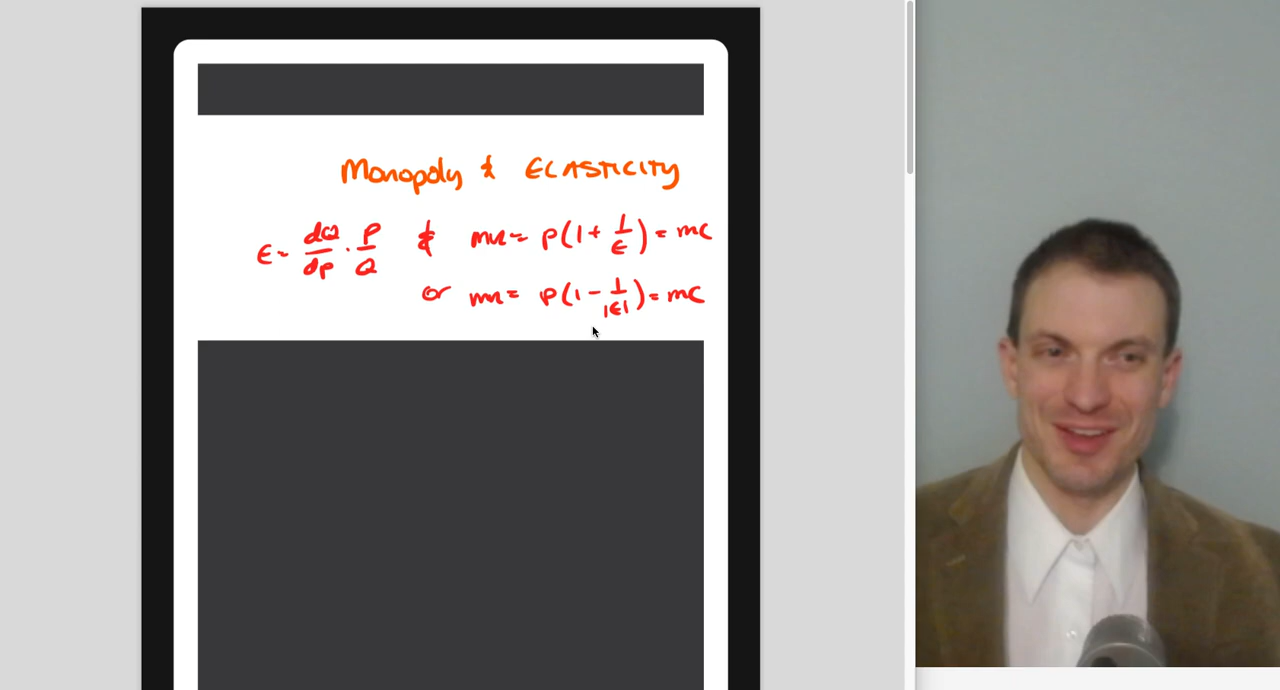 Monopoly & ELASTICITY
ε = dQ/dp · P/Q & mr = p(1 + 1/ε) = mc
or mr = p(1 - 1/|ε|) = mc